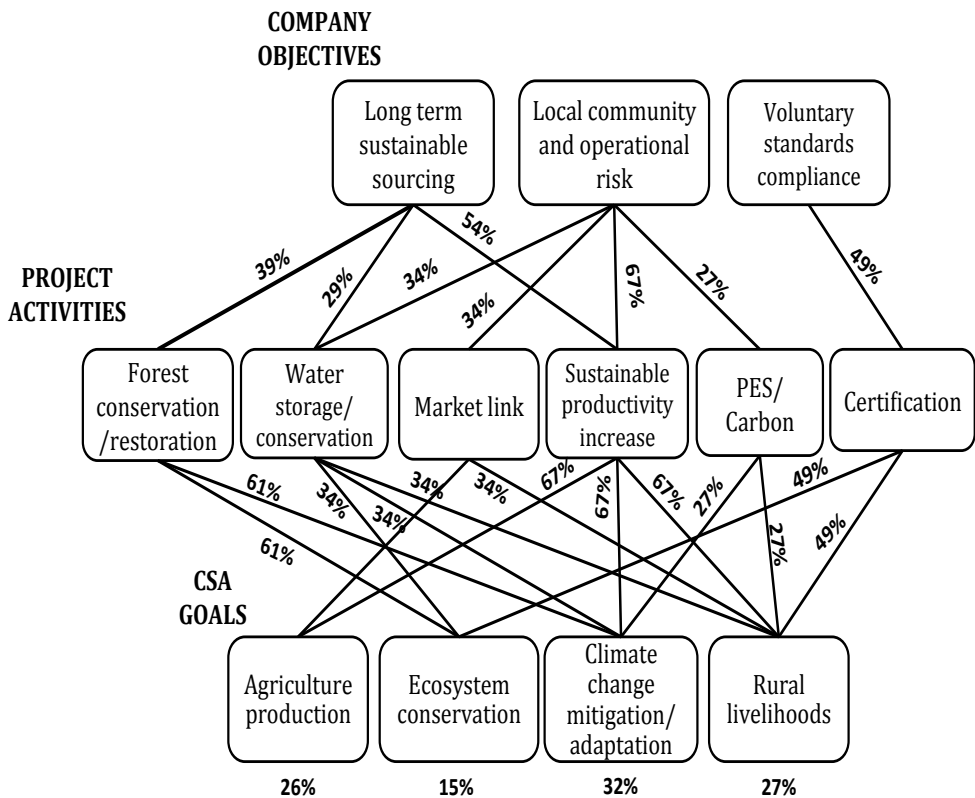 COMPANY
OBJECTIVES
Long term
sustainable
sourcing
Local community
and operational
risk
Voluntary
standards
compliance
39%
29%
54%
34%
34%
67%
27%
49%
PROJECT
ACTIVITIES
Forest
conservation
/restoration
Water
storage/
conservation
Market link
Sustainable
productivity
increase
PES/
Carbon
Certification
61%
61%
34%
34%
34%
34%
67%
67%
67%
27%
27%
49%
49%
CSA
GOALS
Agriculture
production
Ecosystem
conservation
Climate
change
mitigation/
adaptation
Rural
livelihoods
26%
15%
32%
27%